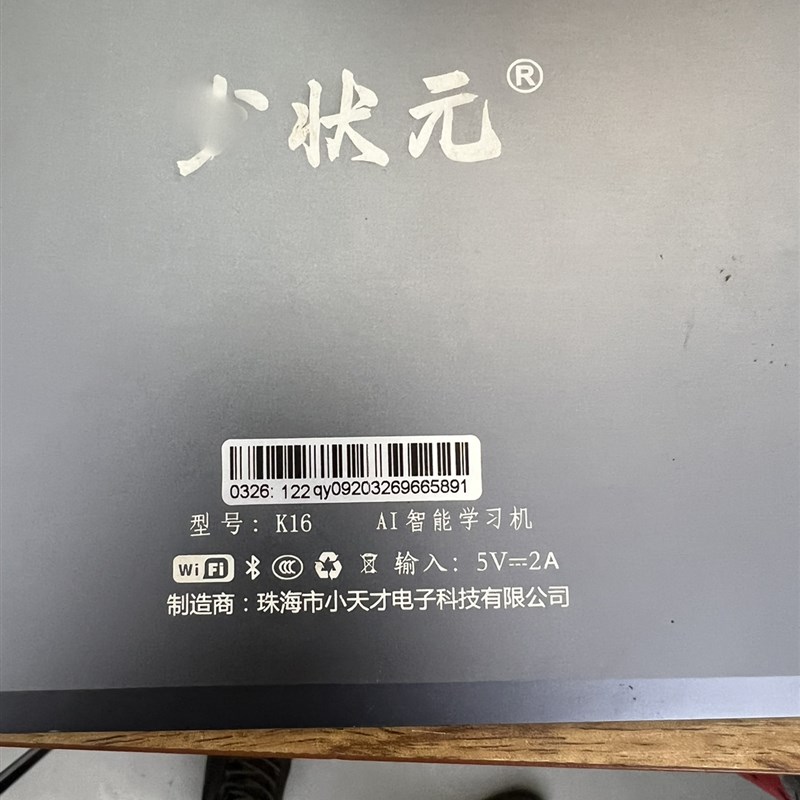 状元®
0326: 122 qy09203269665891
型号: K16 AI智能学习机
WiFi 输入: 5V⎓2A
制造商:珠海市小天才电子科技有限公司